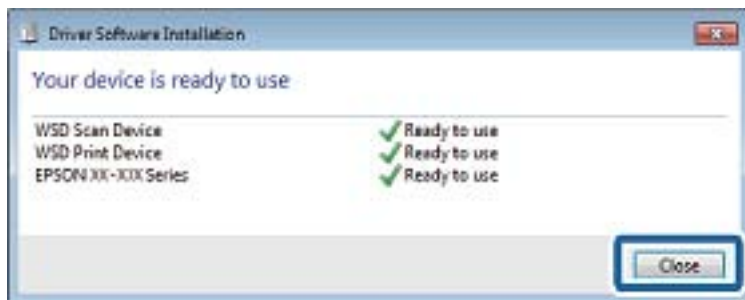 Driver Software Installation
Your device is ready to use
WSD Scan Device Ready to use
WSD Print Device Ready to use
EPSON XX-XXX Series Ready to use
Close